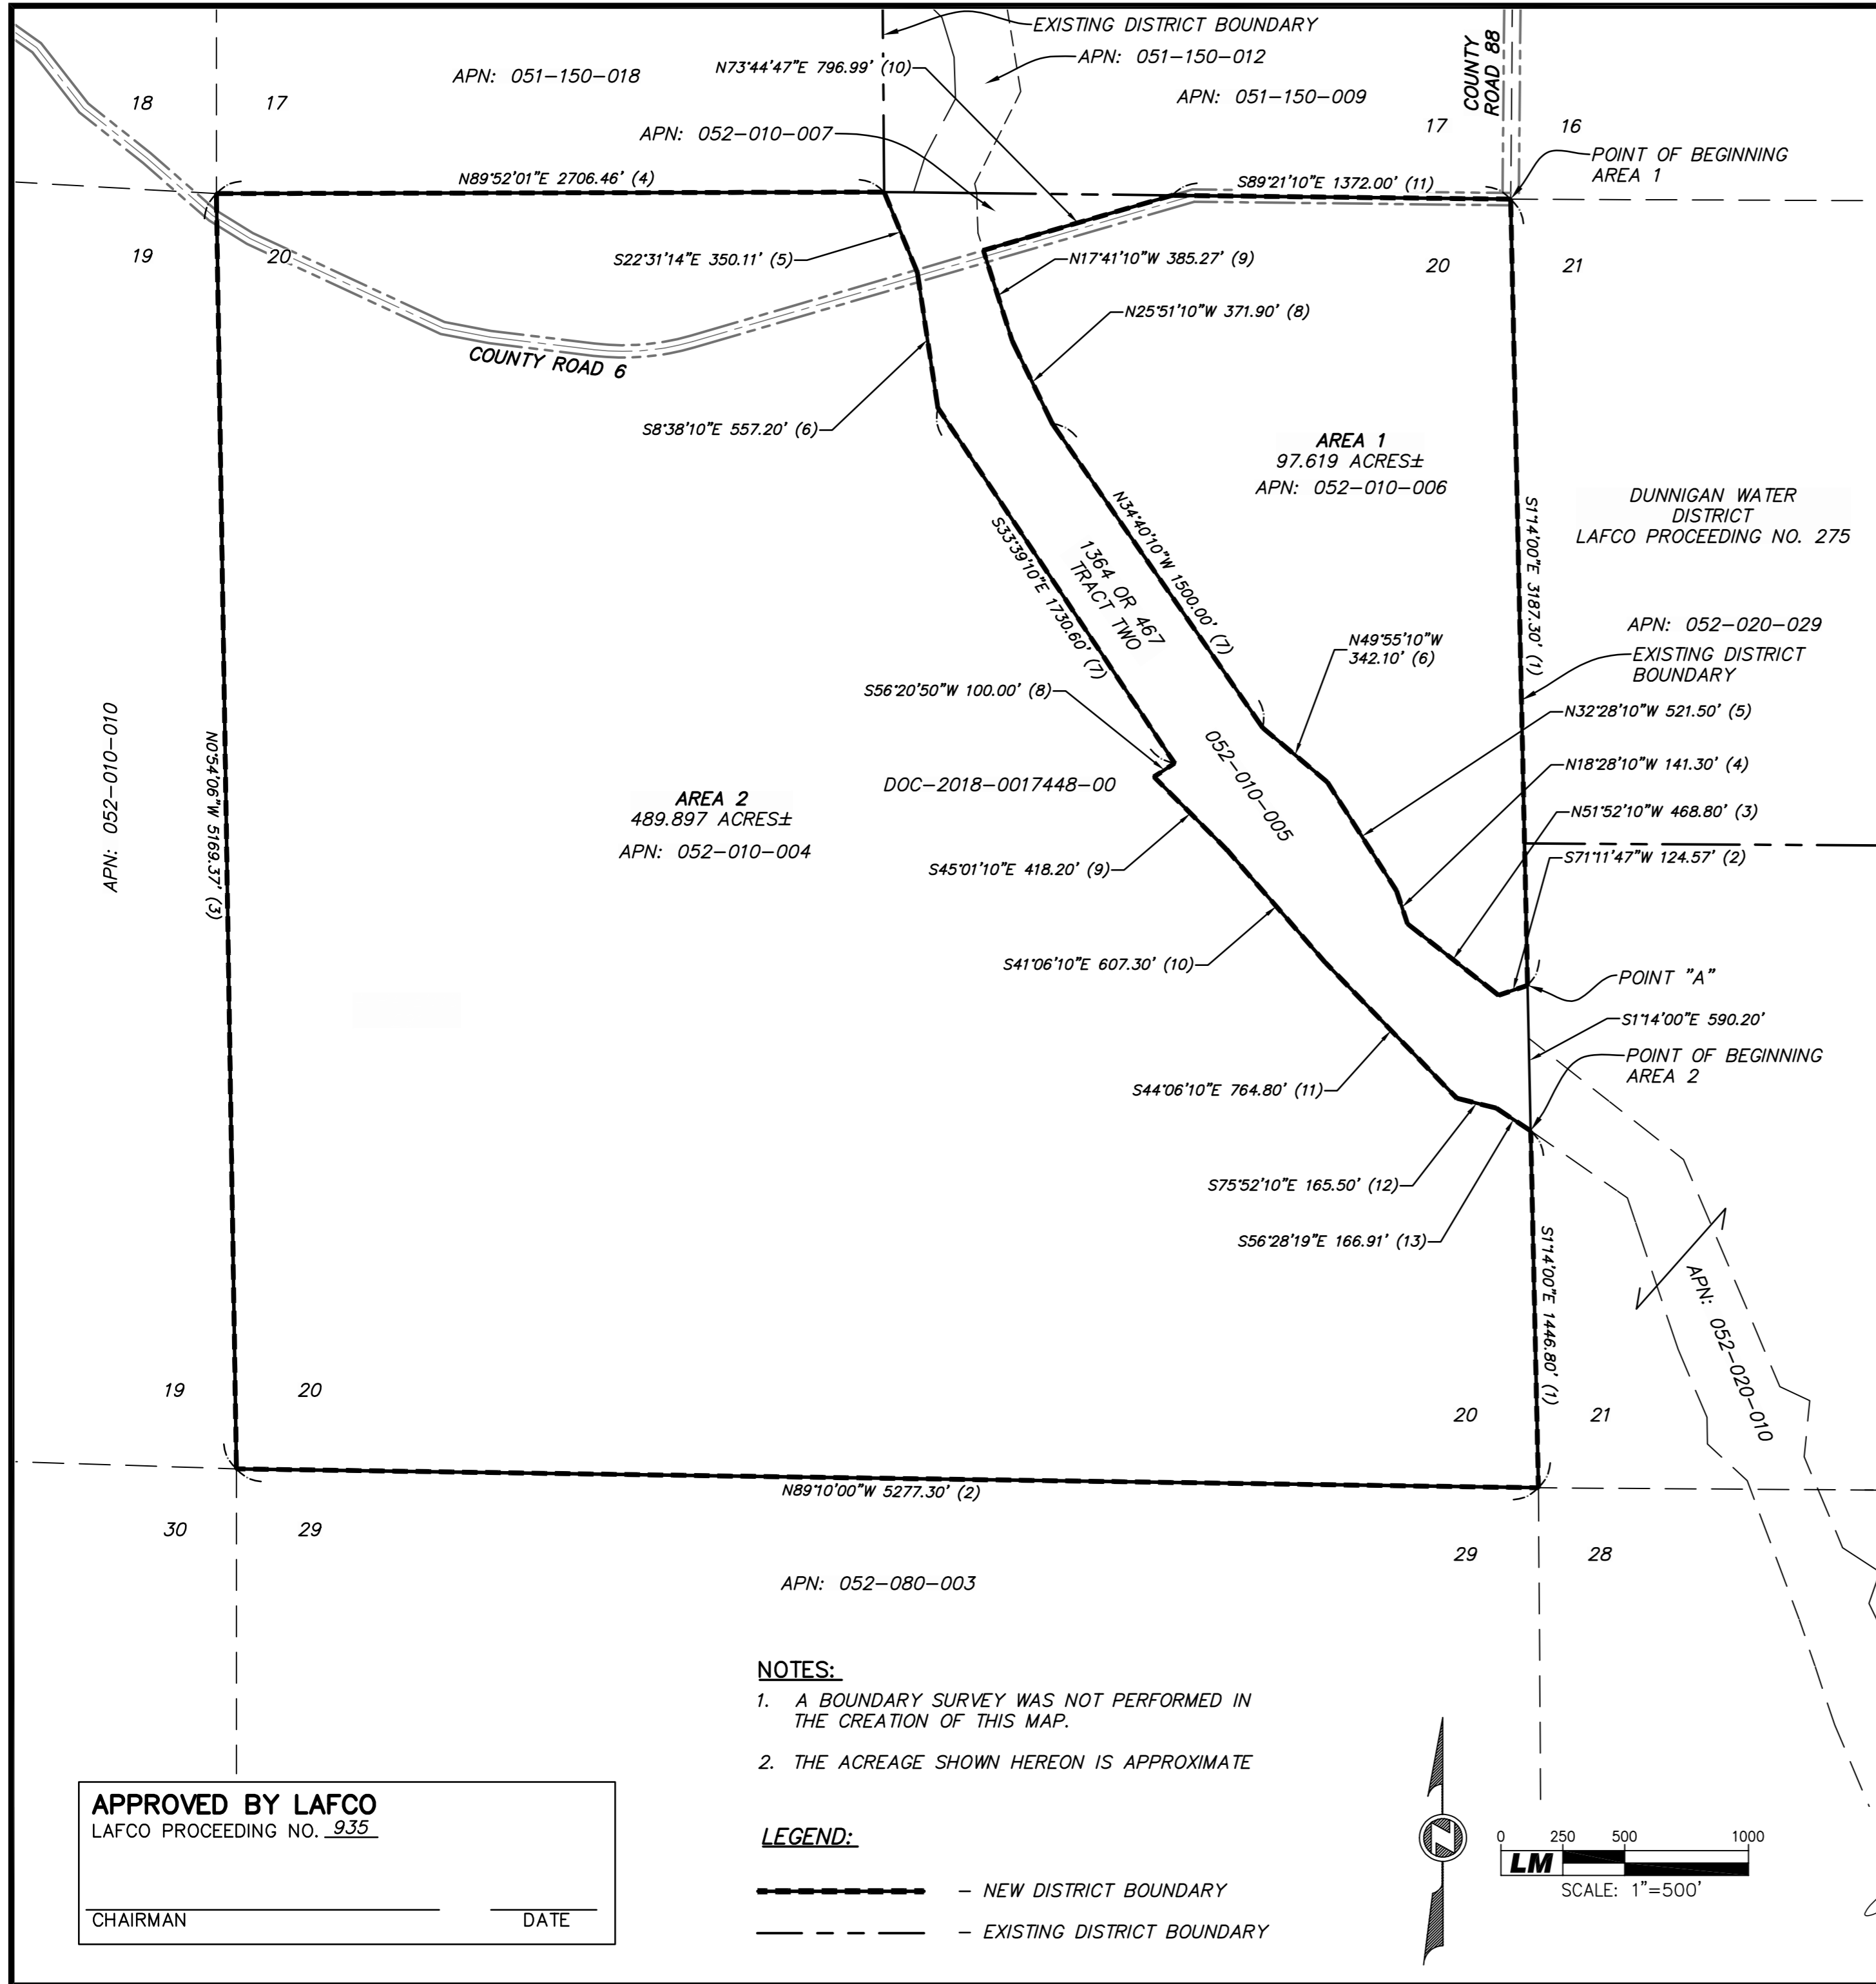 EXISTING DISTRICT BOUNDARY
APN: 051-150-012
N73°44'47"E 796.99' (10)
APN: 051-150-018
APN: 051-150-009
COUNTY
ROAD 88
18
17
17
16
APN: 052-010-007
POINT OF BEGINNING
AREA 1
N89°52'01"E 2706.46' (4)
S89°21'10"E 1372.00' (11)
19
20
S22°31'14"E 350.11' (5)
N17°41'10"W 385.27' (9)
20
21
N25°51'10"W 371.90' (8)
COUNTY ROAD 6
S8°38'10"E 557.20' (6)
AREA 1
97.619 ACRES±
APN: 052-010-006
DUNNIGAN WATER
DISTRICT
LAFCO PROCEEDING NO. 275
N34°40'10"W 1500.00' (7)
S33°39'10"E 1730.60' (7)
1364 OR 467
TRACT TWO
S1°14'00"E 3187.30' (1)
APN: 052-020-029
N49°55'10"W
342.10' (6)
EXISTING DISTRICT
BOUNDARY
S56°20'50"W 100.00' (8)
N32°28'10"W 521.50' (5)
APN: 052-010-010
N0°54'06"W 5169.37' (3)
052-010-005
N18°28'10"W 141.30' (4)
DOC-2018-0017448-00
AREA 2
489.897 ACRES±
APN: 052-010-004
N51°52'10"W 468.80' (3)
S71°11'47"W 124.57' (2)
S45°01'10"E 418.20' (9)
S41°06'10"E 607.30' (10)
POINT "A"
S1°14'00"E 590.20'
POINT OF BEGINNING
AREA 2
S44°06'10"E 764.80' (11)
S75°52'10"E 165.50' (12)
S56°28'19"E 166.91' (13)
S1°14'00"E 1446.80' (1)
APN: 052-020-010
19
20
20
21
N89°10'00"W 5277.30' (2)
30
29
29
28
APN: 052-080-003
NOTES:
1. A BOUNDARY SURVEY WAS NOT PERFORMED IN
THE CREATION OF THIS MAP.
2. THE ACREAGE SHOWN HEREON IS APPROXIMATE
APPROVED BY LAFCO
LAFCO PROCEEDING NO. 935
CHAIRMAN
DATE
LEGEND:
- NEW DISTRICT BOUNDARY
- EXISTING DISTRICT BOUNDARY
N
0 250 500 1000
LM
SCALE: 1"=500'